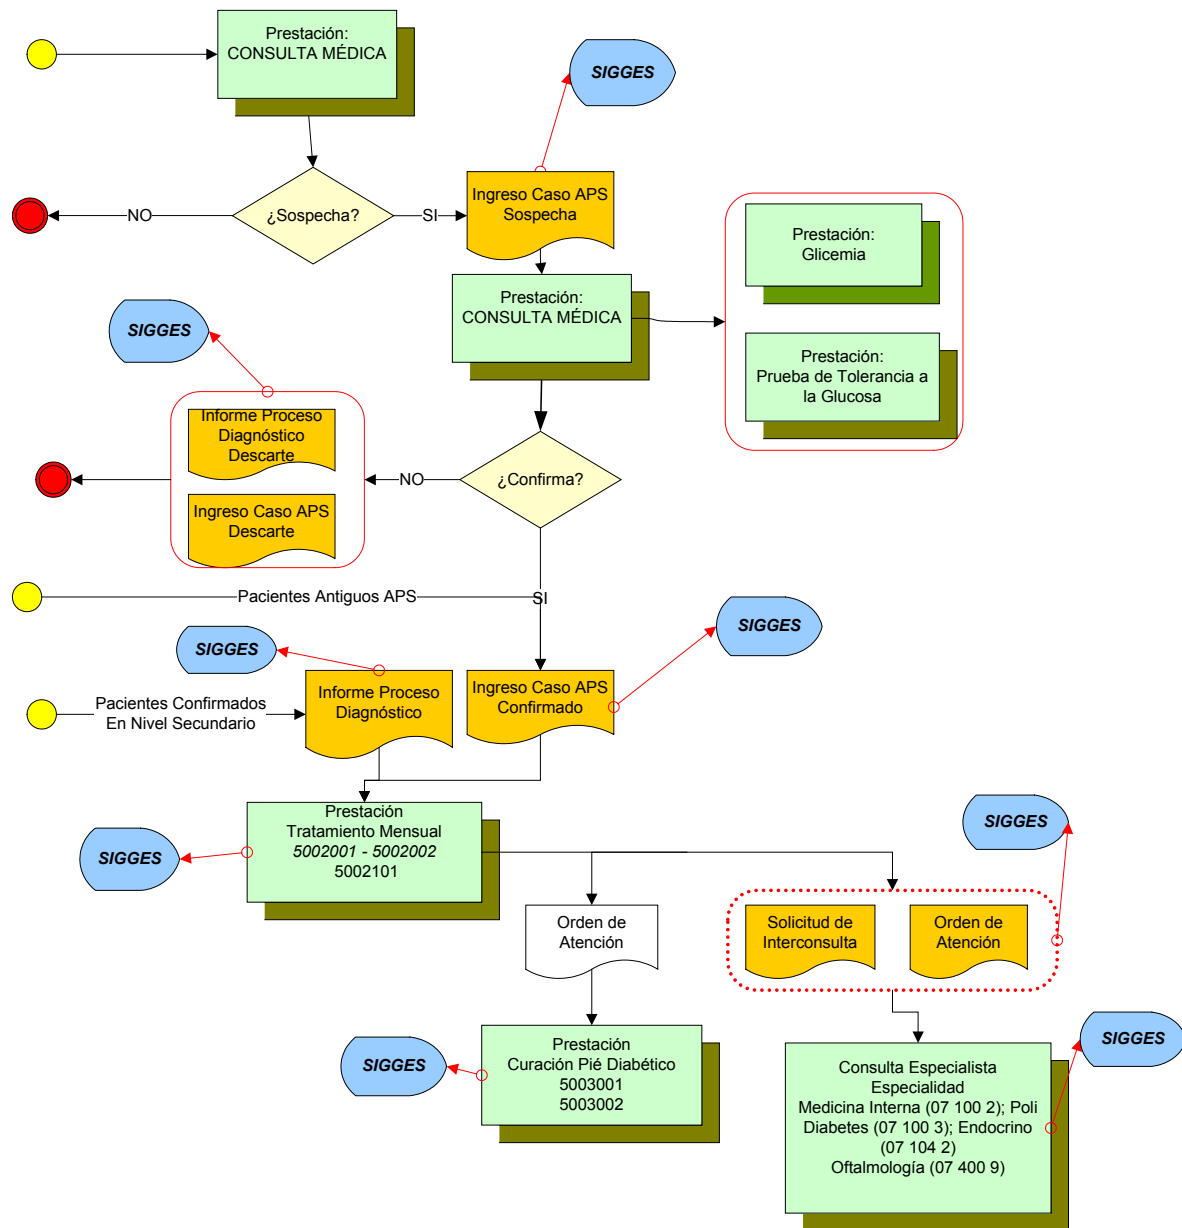 Prestación:
CONSULTA MÉDICA
SIGGES
NO
¿Sospecha?
SI
Ingreso Caso APS
Sospecha
Prestación:
Glicemia
Prestación:
CONSULTA MÉDICA
SIGGES
Prestación:
Prueba de Tolerancia a
la Glucosa
Informe Proceso
Diagnóstico
Descarte
NO
¿Confirma?
Ingreso Caso APS
Descarte
Pacientes Antiguos APS
SI
SIGGES
SIGGES
Pacientes Confirmados
En Nivel Secundario
Informe Proceso
Diagnóstico
Ingreso Caso APS
Confirmado
Prestación
Tratamiento Mensual
5002001 - 5002002
5002101
SIGGES
SIGGES
Orden de
Atención
Solicitud de
Interconsulta
Orden de
Atención
SIGGES
Prestación
Curación Pié Diabético
5003001
5003002
SIGGES
Consulta Especialista
Especialidad
Medicina Interna (07 100 2); Poli
Diabetes (07 100 3); Endocrino
(07 104 2)
Oftalmología (07 400 9)